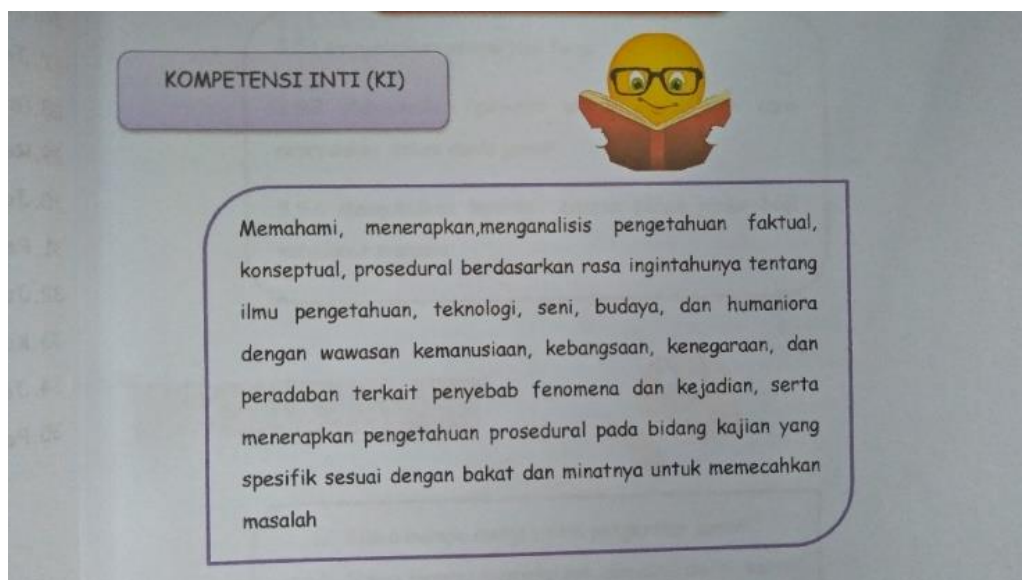 KOMPETENSI INTI (KI)
Memahami, menerapkan,menganalisis pengetahuan faktual,
konseptual, prosedural berdasarkan rasa ingintahunya tentang
ilmu pengetahuan, teknologi, seni, budaya, dan humaniora
dengan wawasan kemanusiaan, kebangsaan, kenegaraan, dan
peradaban terkait penyebab fenomena dan kejadian, serta
menerapkan pengetahuan prosedural pada bidang kajian yang
spesifik sesuai dengan bakat dan minatnya untuk memecahkan
masalah